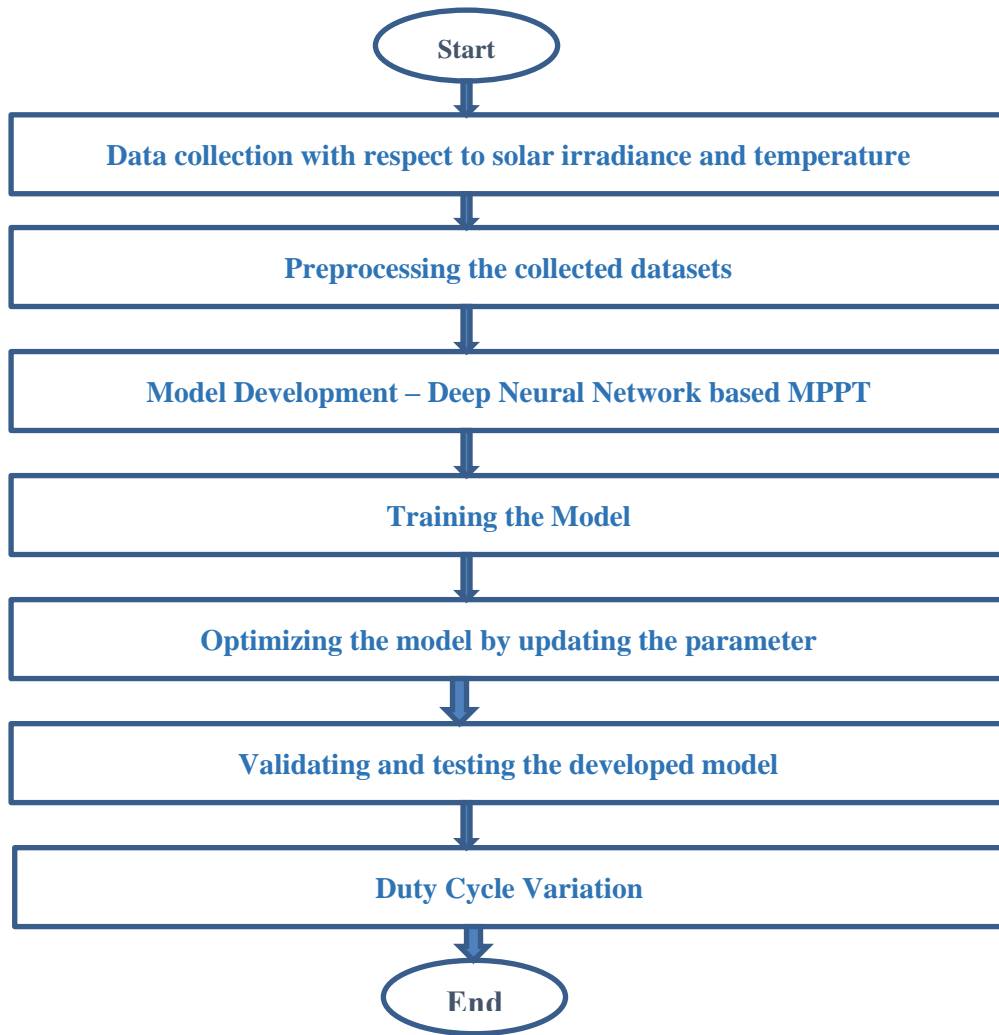 Start
Data collection with respect to solar irradiance and temperature
Preprocessing the collected datasets
Model Development – Deep Neural Network based MPPT
Training the Model
Optimizing the model by updating the parameter
Validating and testing the developed model
Duty Cycle Variation
End